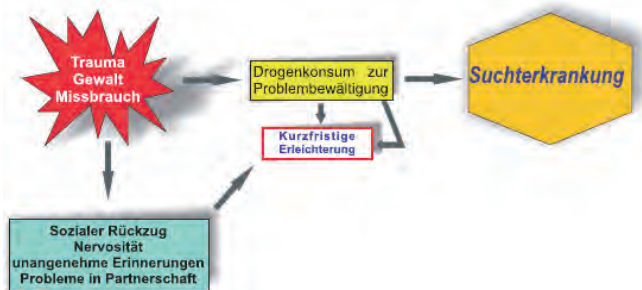 Trauma
Gewalt
Missbrauch
Drogenkonsum zur
Problembewältigung
Suchterkrankung
Kurzfristige
Erleichterung
Sozialer Rückzug
Nervosität
unangenehme Erinnerungen
Probleme in Partnerschaft